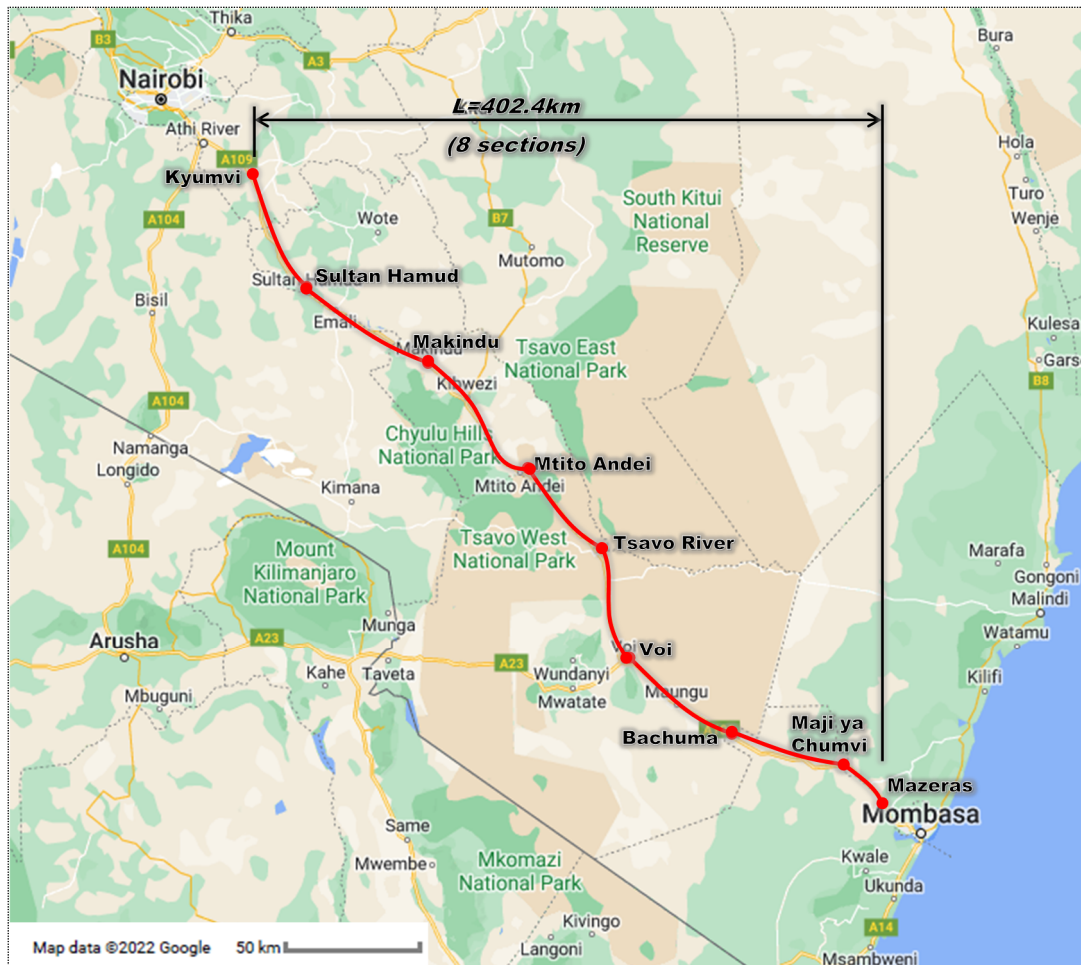 Thika
B3
A3
Nairobi
L=402.4km
(8 sections)
Athi River
A109
Kyumvi
Bura
Hola
Turo
Wenje
South Kitui
National
Reserve
Wote
B7
Mutomo
A104
Sultan Hamud
Bisil
Emali
Makindu
Kibwezi
Tsavo East
National Park
Kulesa
Garse
B8
A104
Chyulu Hills
National Park
Namanga
Longido
Mtito Andei
Mtito Andei
Kimana
Tsavo West
National Park
Tsavo River
A104
Mount
Kilimanjaro
National Park
Marafa
Gongoni
Malindi
Munga
Watamu
Arusha
A23
Kahe
Taveta
A23
Voi
Wundanyi
Mwatate
Maungu
Kilifi
Mbuguni
Bachuma
Maji ya
Chumvi
Mazeras
Mombasa
Same
Mwembe
Mkomazi
National Park
Kwale
Ukunda
A14
Kivingo
Langoni
Msambweni
Map data ©2022 Google
50 km